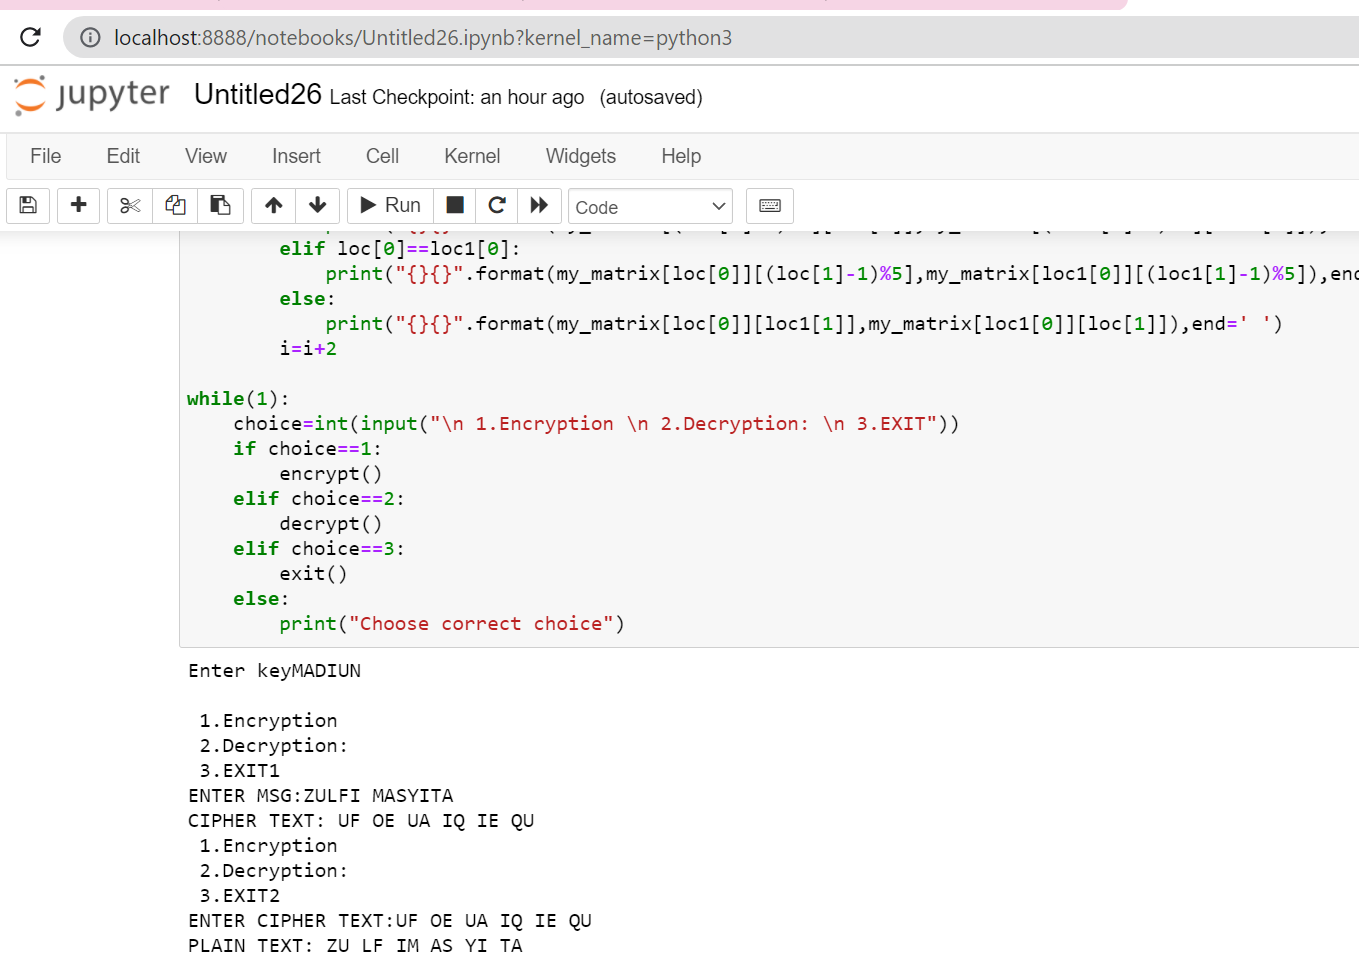 localhost:8888/notebooks/Untitled26.ipynb?kernel_name=python3
jupyter Untitled26 Last Checkpoint: an hour ago (autosaved)
File Edit View Insert Cell Kernel Widgets Help
Run Code
elif loc[0]==loc1[0]:
print("{}{}".format(my_matrix[loc[0]][(loc[1]-1)%5],my_matrix[loc1[0]][(loc1[1]-1)%5]),end
else:
print("{}{}".format(my_matrix[loc[0]][loc1[1]],my_matrix[loc1[0]][loc[1]]),end=' ')
i=i+2
while(1):
choice=int(input("\n 1.Encryption \n 2.Decryption: \n 3.EXIT"))
if choice==1:
encrypt()
elif choice==2:
decrypt()
elif choice==3:
exit()
else:
print("Choose correct choice")
Enter keyMADIUN
1.Encryption
2.Decryption:
3.EXIT1
ENTER MSG:ZULFI MASYITA
CIPHER TEXT: UF OE UA IQ IE QU
1.Encryption
2.Decryption:
3.EXIT2
ENTER CIPHER TEXT:UF OE UA IQ IE QU
PLAIN TEXT: ZU LF IM AS YI TA